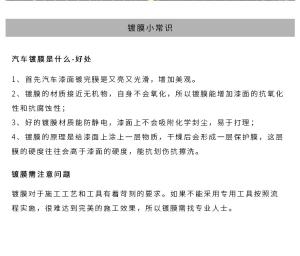 镀膜小常识
汽车镀膜是什么-好处
1、首先汽车漆面镀完膜是又亮又光滑，增加美观。
2、镀膜的材质接近无机物，自身不会氧化，所以镀膜能增加漆面的抗氧化
性和抗腐蚀性；
3、好的镀膜材质能防静电，漆面上不会吸附化学剂尘，易于打理；
4、镀膜的原理是给漆面上涂上一层物质，干燥后会形成一层保护膜，这层
膜的硬度往往会高于漆面的硬度，能抗划伤抗擦洗。
镀膜需注意问题
镀膜对于施工工艺和工具有着苛刻的要求。如果不能采用专用工具按照流
程实施，很难达到完美的施工效果，所以镀膜需找专业人士。